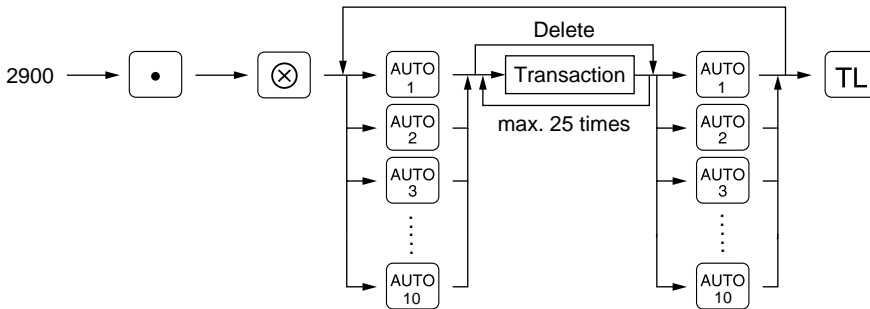 Delete
2900
•
⊗
AUTO
1
Transaction
AUTO
1
TL
max. 25 times
AUTO
2
AUTO
2
AUTO
3
AUTO
3
AUTO
10
AUTO
10